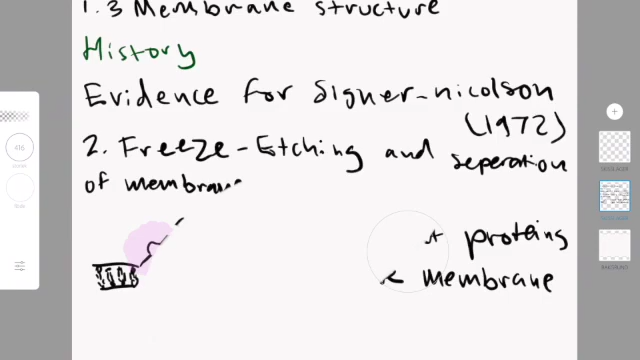 1.3 Membrane structure
History
Evidence for Signer-nicolson
(1972)
2. Freeze-Etching and seperation
of membrane
proteins
membrane